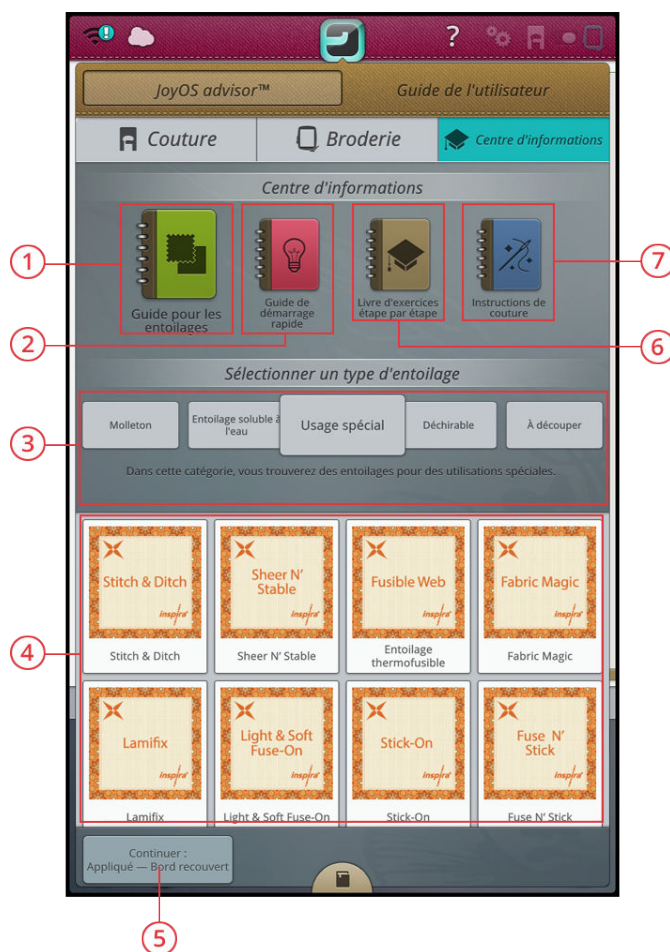 ?
JoyOS advisor™
Guide de l'utilisateur
Couture
Broderie
Centre d'informations
Centre d'informations
1
Guide pour les
entoilages
2
Guide de
démarrage
rapide
Livre d'exercices
étape par étape
6
Instructions de
couture
7
Sélectionner un type d'entoilage
3
Molleton
Entoilage soluble à
l'eau
Usage spécial
Déchirable
À découper
Dans cette catégorie, vous trouverez des entoilages pour des utilisations spéciales.
4
Stitch & Ditch
inspira
Stitch & Ditch
Sheer N'
Stable
inspira
Sheer N' Stable
Fusible Web
inspira
Entoilage
thermofusible
Fabric Magic
inspira
Fabric Magic
Lamifix
inspira
Lamifix
Light & Soft
Fuse-On
inspira
Light & Soft Fuse-On
Stick-On
inspira
Stick-On
Fuse N'
Stick
inspira
Fuse N' Stick
Continuer :
Appliqué — Bord recouvert
5